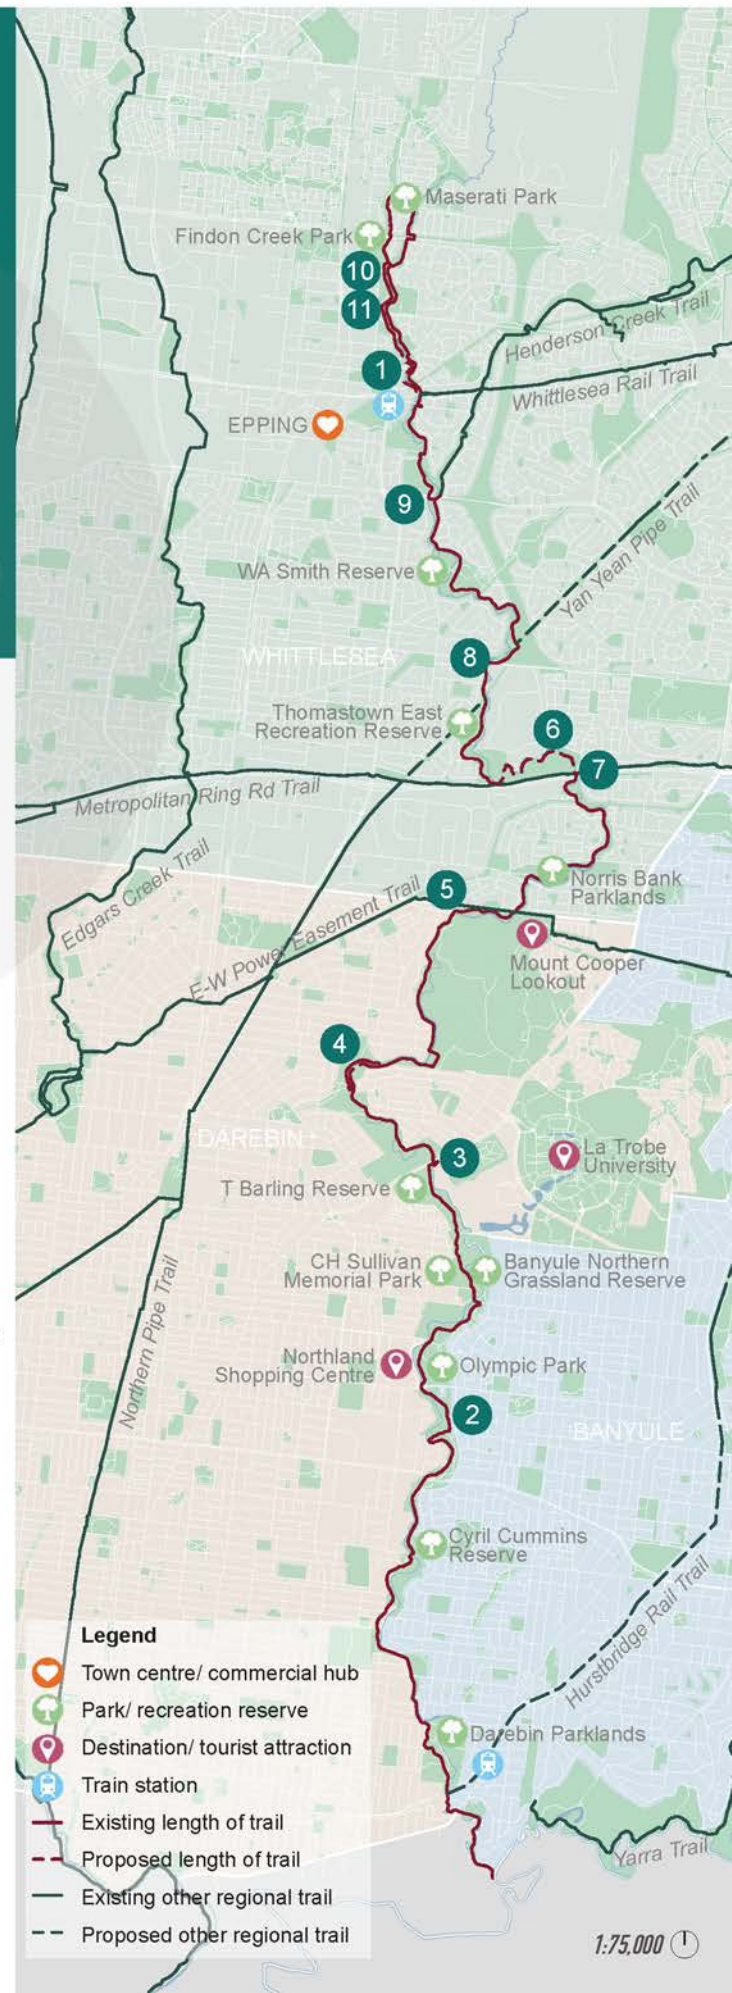 Maserati Park
Findon Creek Park
10
11
Henderson Creek Trail
1
Whittlesea Rail Trail
EPPING
9
Yan Yean Pipe Trail
WA Smith Reserve
WHITTLESEA
8
Thomastown East
Recreation Reserve
6
7
Metropolitan Ring Rd Trail
Edgars Creek Trail
Norris Bank
Parklands
5
E-W Power Easement Trail
Mount Cooper
Lookout
4
DAREBIN
3
La Trobe
University
T Barling Reserve
CH Sullivan
Memorial Park
Banyule Northern
Grassland Reserve
Northern Pipe Trail
Northland
Shopping Centre
Olympic Park
2
BANYULE
Cyril Cummins
Reserve
Hurstbridge Rail Trail
Darebin Parklands
Yarra Trail
Legend
Town centre/ commercial hub
Park/ recreation reserve
Destination/ tourist attraction
Train station
Existing length of trail
Proposed length of trail
Existing other regional trail
Proposed other regional trail
1:75,000